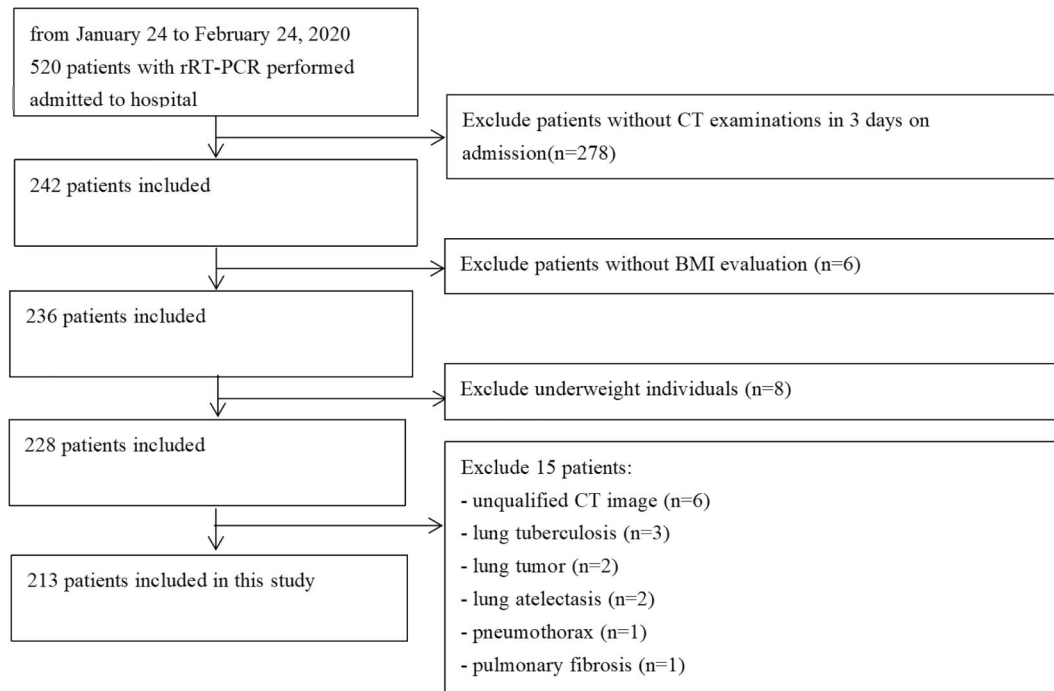 from January 24 to February 24, 2020
520 patients with rRT-PCR performed
admitted to hospital
Exclude patients without CT examinations in 3 days on
admission(n=278)
242 patients included
Exclude patients without BMI evaluation (n=6)
236 patients included
Exclude underweight individuals (n=8)
228 patients included
Exclude 15 patients:
- unqualified CT image (n=6)
- lung tuberculosis (n=3)
- lung tumor (n=2)
- lung atelectasis (n=2)
- pneumothorax (n=1)
- pulmonary fibrosis (n=1)
213 patients included in this study